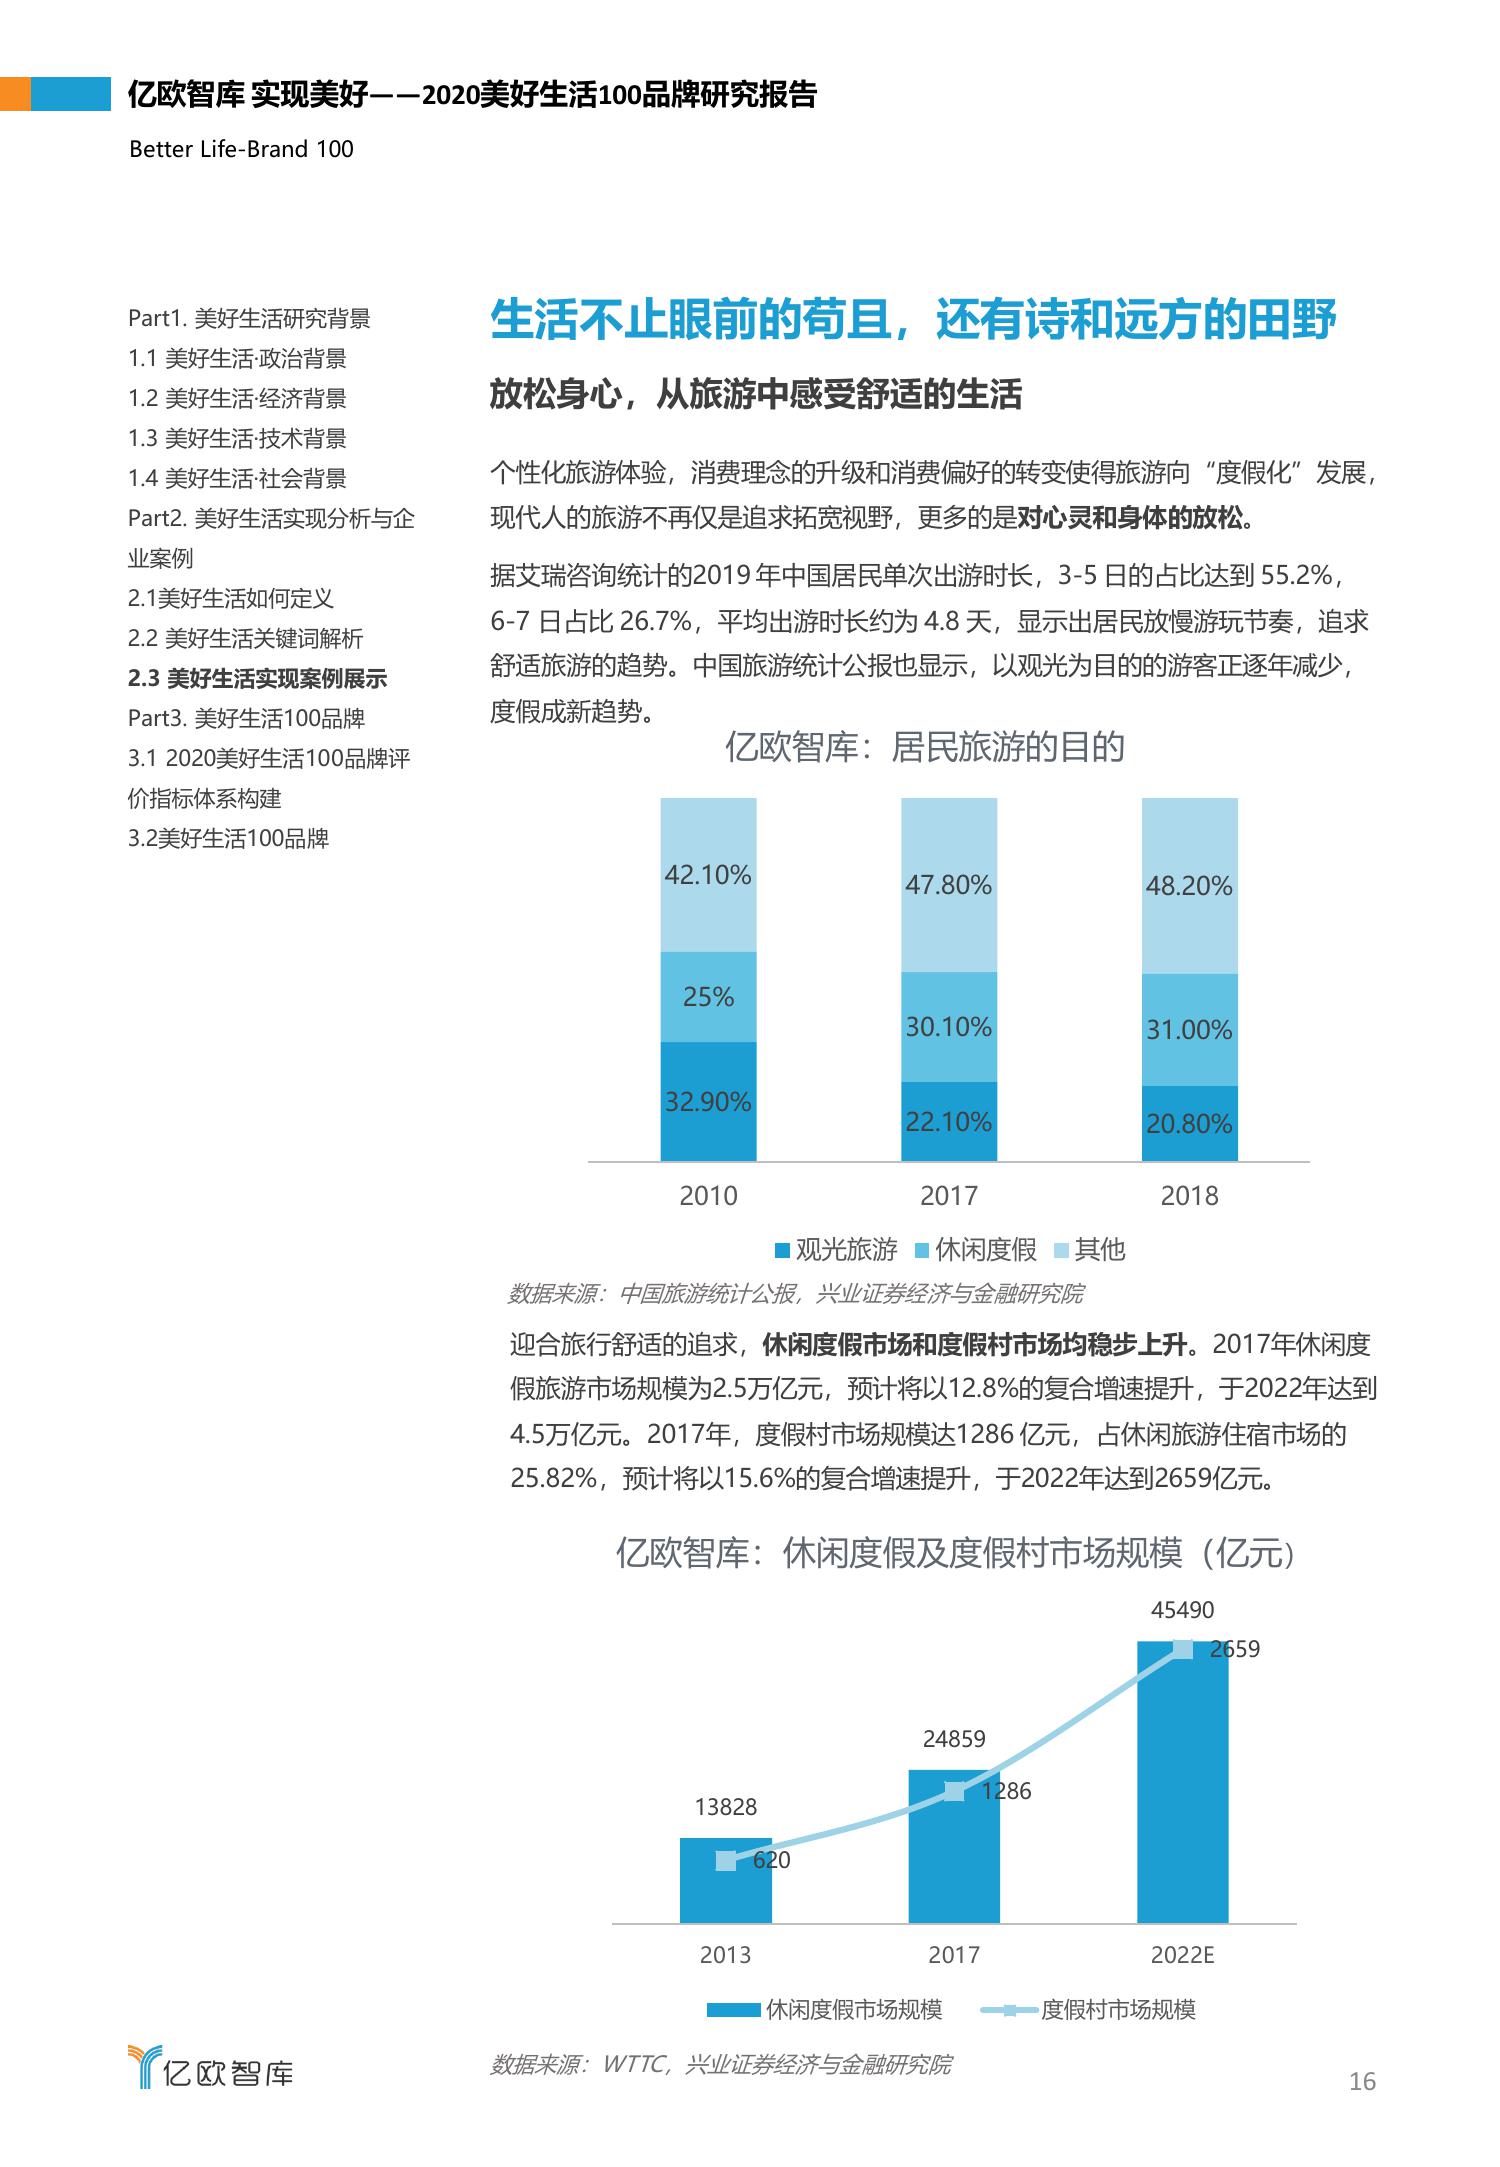 亿欧智库 实现美好——2020美好生活100品牌研究报告
Better Life-Brand 100
Part1. 美好生活研究背景
1.1 美好生活·政治背景
1.2 美好生活·经济背景
1.3 美好生活·技术背景
1.4 美好生活·社会背景
Part2. 美好生活实现分析与企
业案例
2.1美好生活如何定义
2.2 美好生活关键词解析
2.3 美好生活实现案例展示
Part3. 美好生活100品牌
3.1 2020美好生活100品牌评
价指标体系构建
3.2美好生活100品牌
生活不止眼前的苟且，还有诗和远方的田野
放松身心，从旅游中感受舒适的生活
个性化旅游体验，消费理念的升级和消费偏好的转变使得旅游向“度假化”发展，
现代人的旅游不再仅是追求拓宽视野，更多的是对心灵和身体的放松。
据艾瑞咨询统计的2019 年中国居民单次出游时长，3-5 日的占比达到 55.2%，
6-7 日占比 26.7%，平均出游时长约为 4.8 天，显示出居民放慢游玩节奏，追求
舒适旅游的趋势。中国旅游统计公报也显示，以观光为目的的游客正逐年减少，
度假成新趋势。
亿欧智库：居民旅游的目的
42.10% 47.80% 48.20%
25% 30.10% 31.00%
32.90% 22.10% 20.80%
2010 2017 2018
观光旅游 休闲度假 其他
数据来源：中国旅游统计公报，兴业证券经济与金融研究院
迎合旅行舒适的追求，休闲度假市场和度假村市场均稳步上升。2017年休闲度
假旅游市场规模为2.5万亿元，预计将以12.8%的复合增速提升，于2022年达到
4.5万亿元。2017年，度假村市场规模达1286 亿元，占休闲旅游住宿市场的
25.82%，预计将以15.6%的复合增速提升，于2022年达到2659亿元。
亿欧智库：休闲度假及度假村市场规模（亿元）
45490
2659
24859
1286
13828
620
2013 2017 2022E
休闲度假市场规模 度假村市场规模
数据来源：WTTC，兴业证券经济与金融研究院
亿欧智库
16